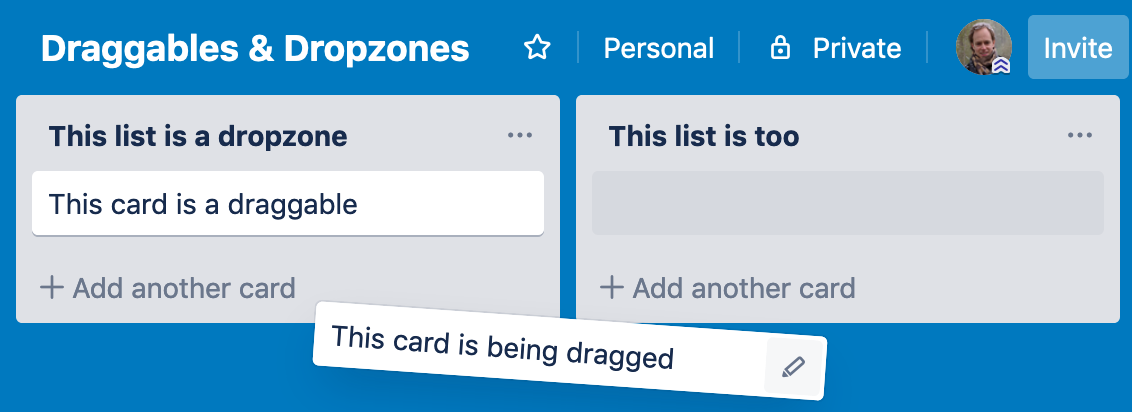 Draggables & Dropzones
Personal
Private
Invite
This list is a dropzone
This card is a draggable
Add another card
This list is too
Add another card
This card is being dragged